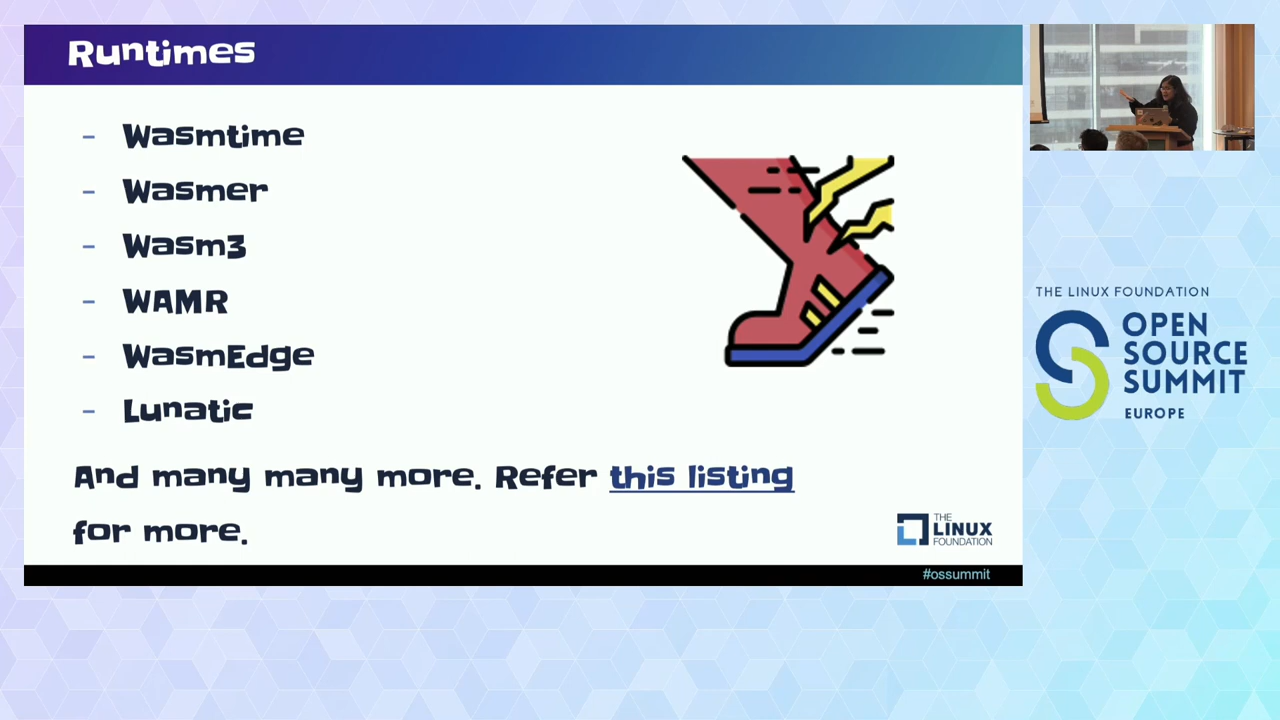 Runtimes
- Wasmtime
- Wasmer
- Wasm3
- WAMR
- WasmEdge
- Lunatic
And many many more. Refer this listing
for more.
THE
LINUX
FOUNDATION
#ossummit
THE LINUX FOUNDATION
OPEN
SOURCE
SUMMIT
EUROPE